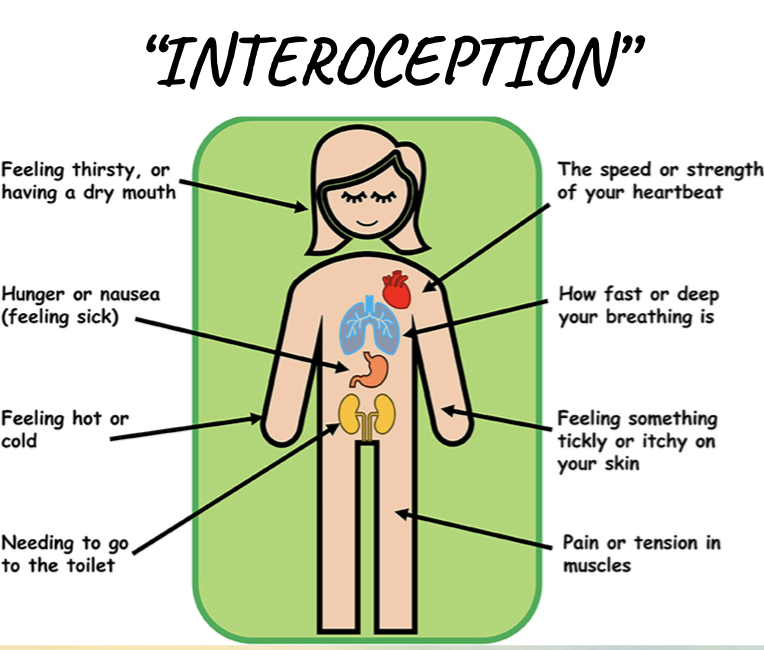 “INTEROCEPTION”
Feeling thirsty, or
having a dry mouth
Hunger or nausea
(feeling sick)
Feeling hot or
cold
Needing to go
to the toilet
The speed or strength
of your heartbeat
How fast or deep
your breathing is
Feeling something
tickly or itchy on
your skin
Pain or tension in
muscles